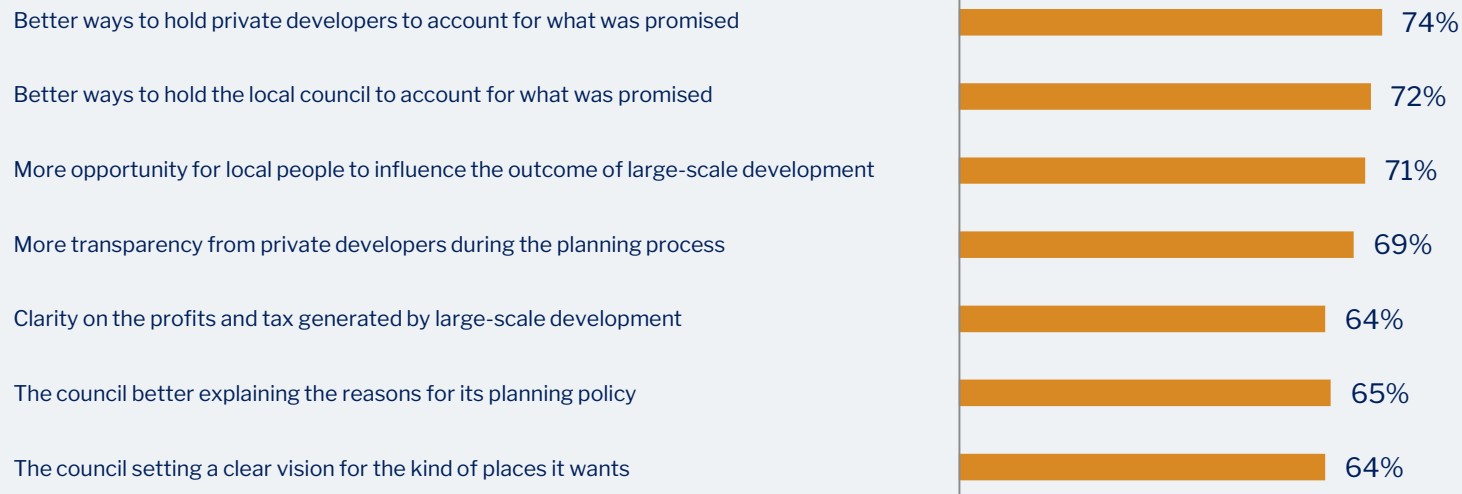 Better ways to hold private developers to account for what was promised 74%
Better ways to hold the local council to account for what was promised 72%
More opportunity for local people to influence the outcome of large-scale development 71%
More transparency from private developers during the planning process 69%
Clarity on the profits and tax generated by large-scale development 64%
The council better explaining the reasons for its planning policy 65%
The council setting a clear vision for the kind of places it wants 64%